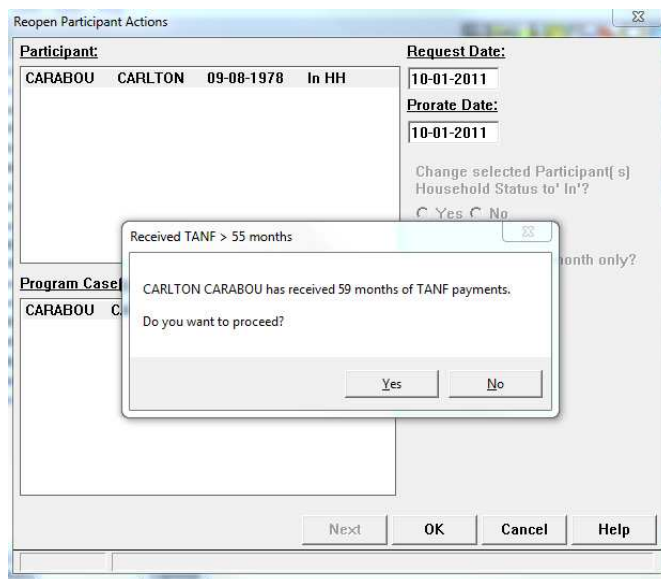 Reopen Participant Actions
Participant:
CARABOU CARLTON 09-08-1978 In HH
Request Date:
10-01-2011
Prorate Date:
10-01-2011
Change selected Participant( s)
Household Status to' In'?
Yes No
month only?
Received TANF > 55 months
CARLTON CARABOU has received 59 months of TANF payments.
Do you want to proceed?
Yes No
Program Case
CARABOU
Next OK Cancel Help